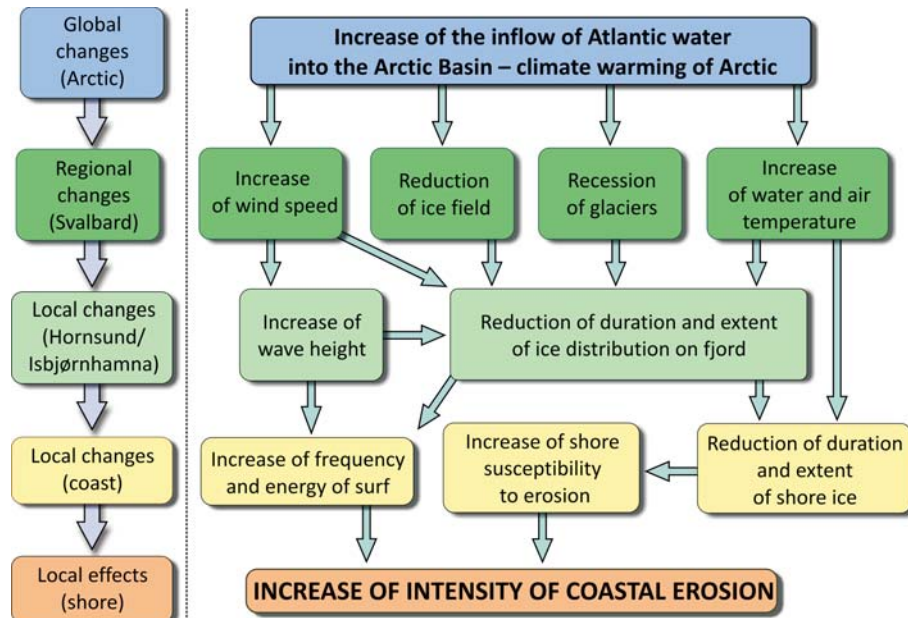 Global
changes
(Arctic)
Regional
changes
(Svalbard)
Local changes
(Hornsund/
Isbjørnhamna)
Local changes
(coast)
Local effects
(shore)
Increase of the inflow of Atlantic water
into the Arctic Basin – climate warming of Arctic
Increase
of wind speed
Reduction
of ice field
Recession
of glaciers
Increase
of water and air
temperature
Increase of
wave height
Reduction of duration and extent
of ice distribution on fjord
Increase of frequency
and energy of surf
Increase of shore
susceptibility
to erosion
Reduction of duration
and extent
of shore ice
INCREASE OF INTENSITY OF COASTAL EROSION